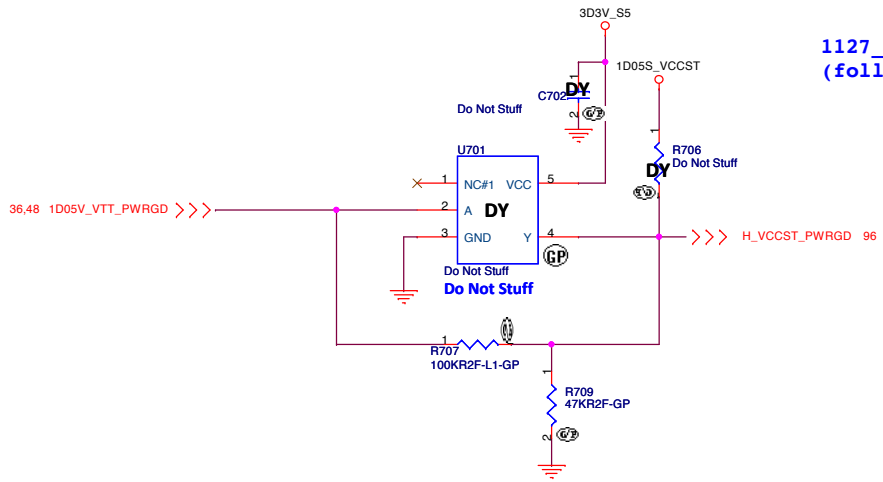 3D3V_S5
1127_
(foll
1D05S_VCCST
1
DY
C702
2
Do Not Stuff
U701
1
R706
Do Not Stuff
DY
1
NC#1
VCC
5
36,48 1D05V_VTT_PWRGD
2
A
DY
3
GND
Y
4
GP
H_VCCST_PWRGD 96
Do Not Stuff
Do Not Stuff
1
R707
100KR2F-L1-GP
1
R709
47KR2F-GP
2